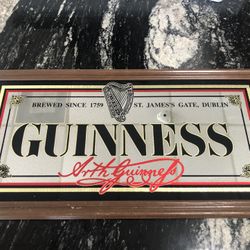 BREWED SINCE 1759 ST. JAMES'S GATE, DUBLIN
GUINNESS
Arth Guinness